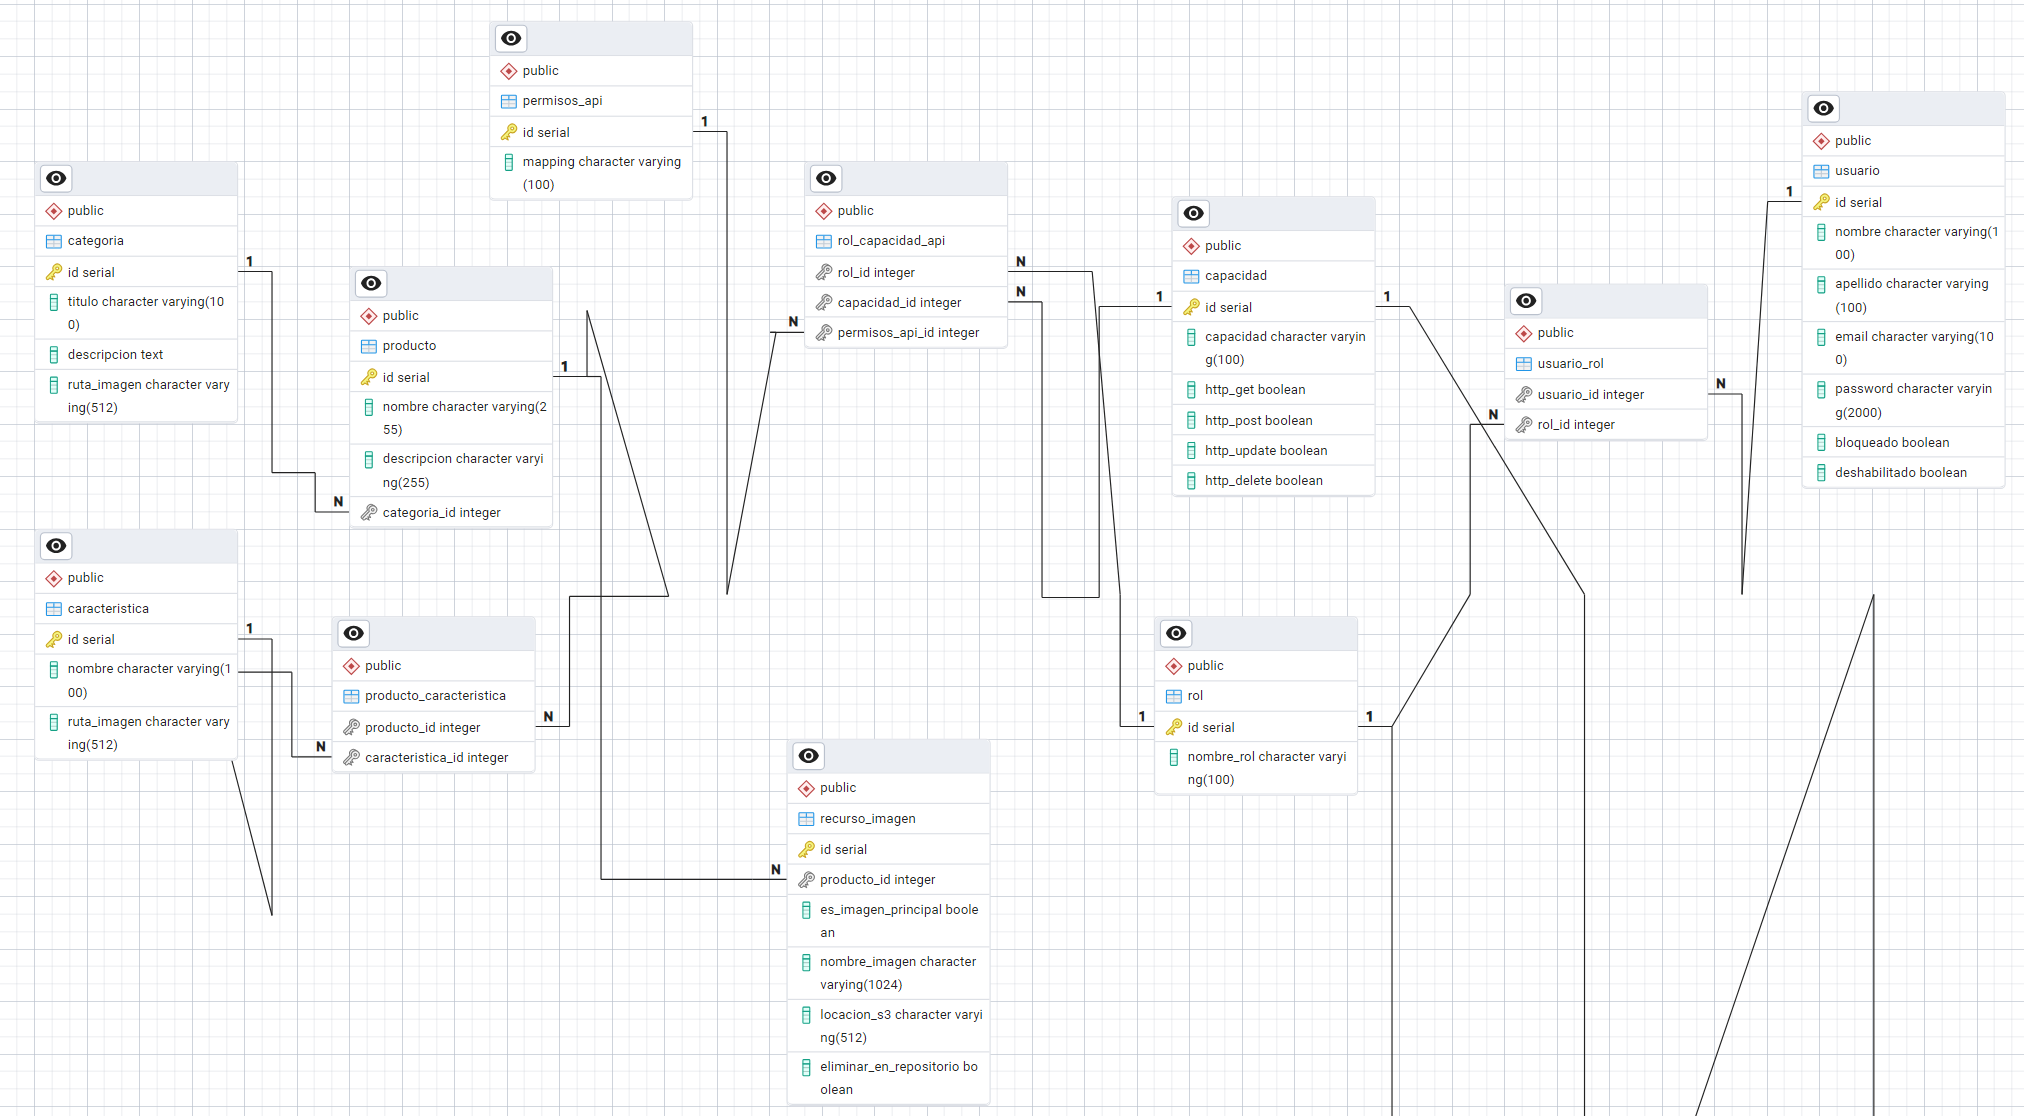 public
permisos_api
id serial
mapping character varying
(100)
1
public
categoria
id serial
titulo character varying(10
0)
descripcion text
ruta_imagen character vary
ing(512)
1
public
producto
id serial
nombre character varying(2
55)
descripcion character varyi
ng(255)
categoria_id integer
1
N
public
rol_capacidad_api
rol_id integer
capacidad_id integer
permisos_api_id integer
N
N
N
public
capacidad
id serial
capacidad character varyin
g(100)
http_get boolean
http_post boolean
http_update boolean
http_delete boolean
1
1
public
usuario_rol
usuario_id integer
rol_id integer
N
N
public
usuario
id serial
nombre character varying(1
00)
apellido character varying
(100)
email character varying(10
0)
password character varyin
g(2000)
bloqueado boolean
deshabilitado boolean
1
public
caracteristica
id serial
nombre character varying(1
00)
ruta_imagen character vary
ing(512)
1
public
producto_caracteristica
producto_id integer
caracteristica_id integer
N
N
public
rol
id serial
nombre_rol character varyi
ng(100)
1
1
public
recurso_imagen
id serial
producto_id integer
es_imagen_principal boole
an
nombre_imagen character
varying(1024)
locacion_s3 character varyi
ng(512)
eliminar_en_repositorio bo
olean
N